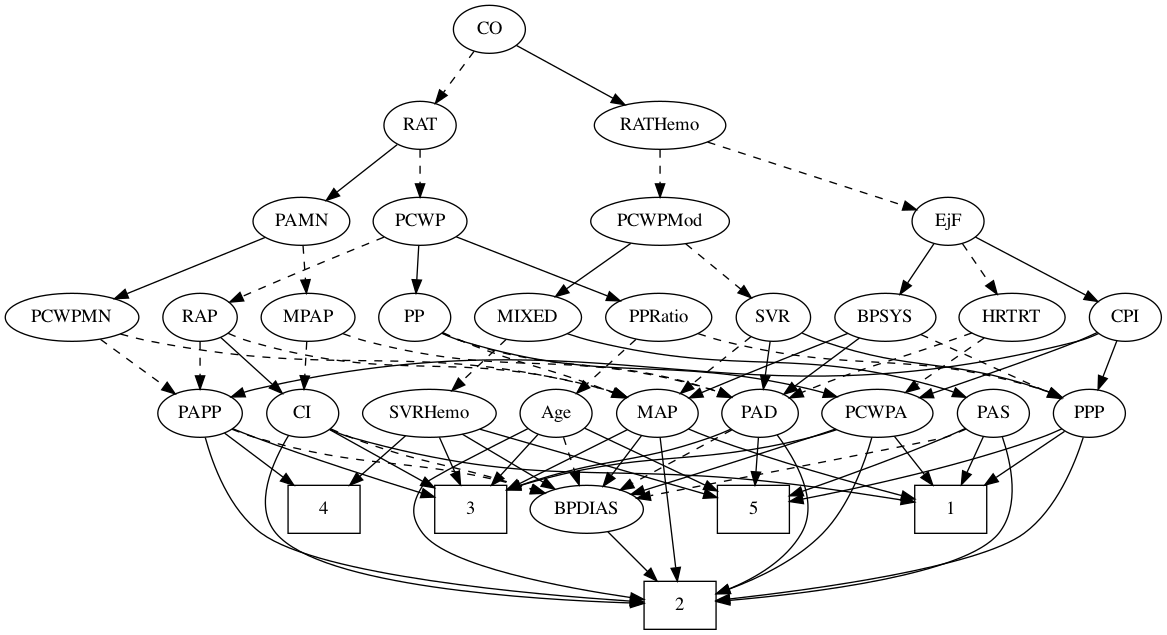 CO
RAT
RATHemo
PAMN
PCWP
PCWPMod
EjF
PCWPMN
RAP
MPAP
PP
MIXED
PPRatio
SVR
BPSYS
HRTRT
CPI
PAPP
CI
SVRHemo
Age
MAP
PAD
PCWPA
PAS
PPP
4
3
BPDIAS
5
1
2